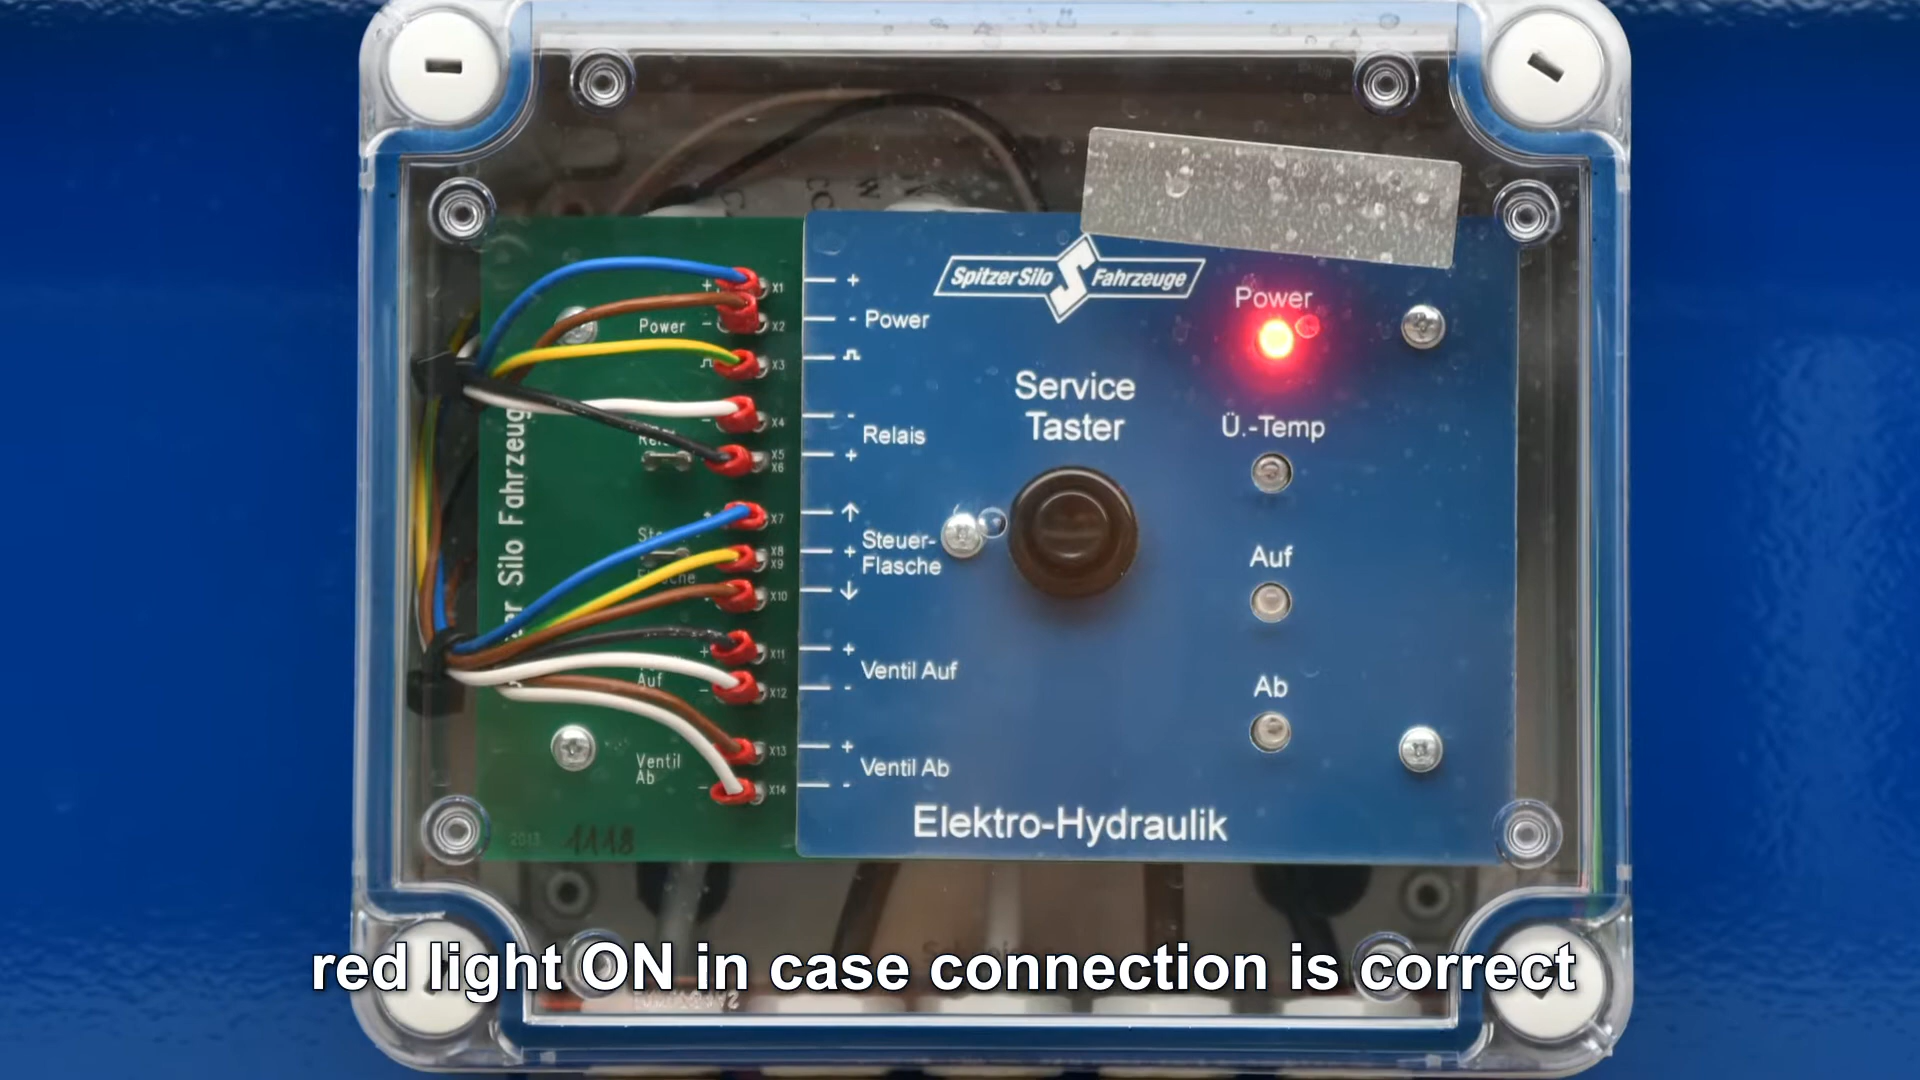 Spitzer Silo Fahrzeuge
Power
Service
Taster
Ü.-Temp
Auf
Ab
+
- Power
-
Relais
+
↑
Steuer-
+
Flasche
↓
+
Ventil Auf
-
+
Ventil Ab
-
Elektro-Hydraulik
+
X1
Power
-
X2
X3
-
X4
X5
X6
X7
X8
X9
X10
+
X11
Auf
-
X12
X13
Ventil
Ab
-
X14
Silo Fahrzeug
2013
1118
red light ON in case connection is correct